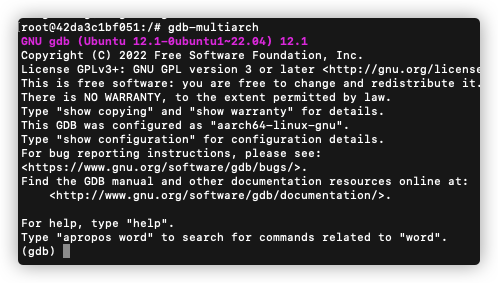 root@42da3c1bf051:/# gdb-multiarch
GNU gdb (Ubuntu 12.1-0ubuntu1~22.04) 12.1
Copyright (C) 2022 Free Software Foundation, Inc.
License GPLv3+: GNU GPL version 3 or later <http://gnu.org/license
This is free software: you are free to change and redistribute it.
There is NO WARRANTY, to the extent permitted by law.
Type "show copying" and "show warranty" for details.
This GDB was configured as "aarch64-linux-gnu".
Type "show configuration" for configuration details.
For bug reporting instructions, please see:
<https://www.gnu.org/software/gdb/bugs/>.
Find the GDB manual and other documentation resources online at:
    <http://www.gnu.org/software/gdb/documentation/>.

For help, type "help".
Type "apropos word" to search for commands related to "word".
(gdb)